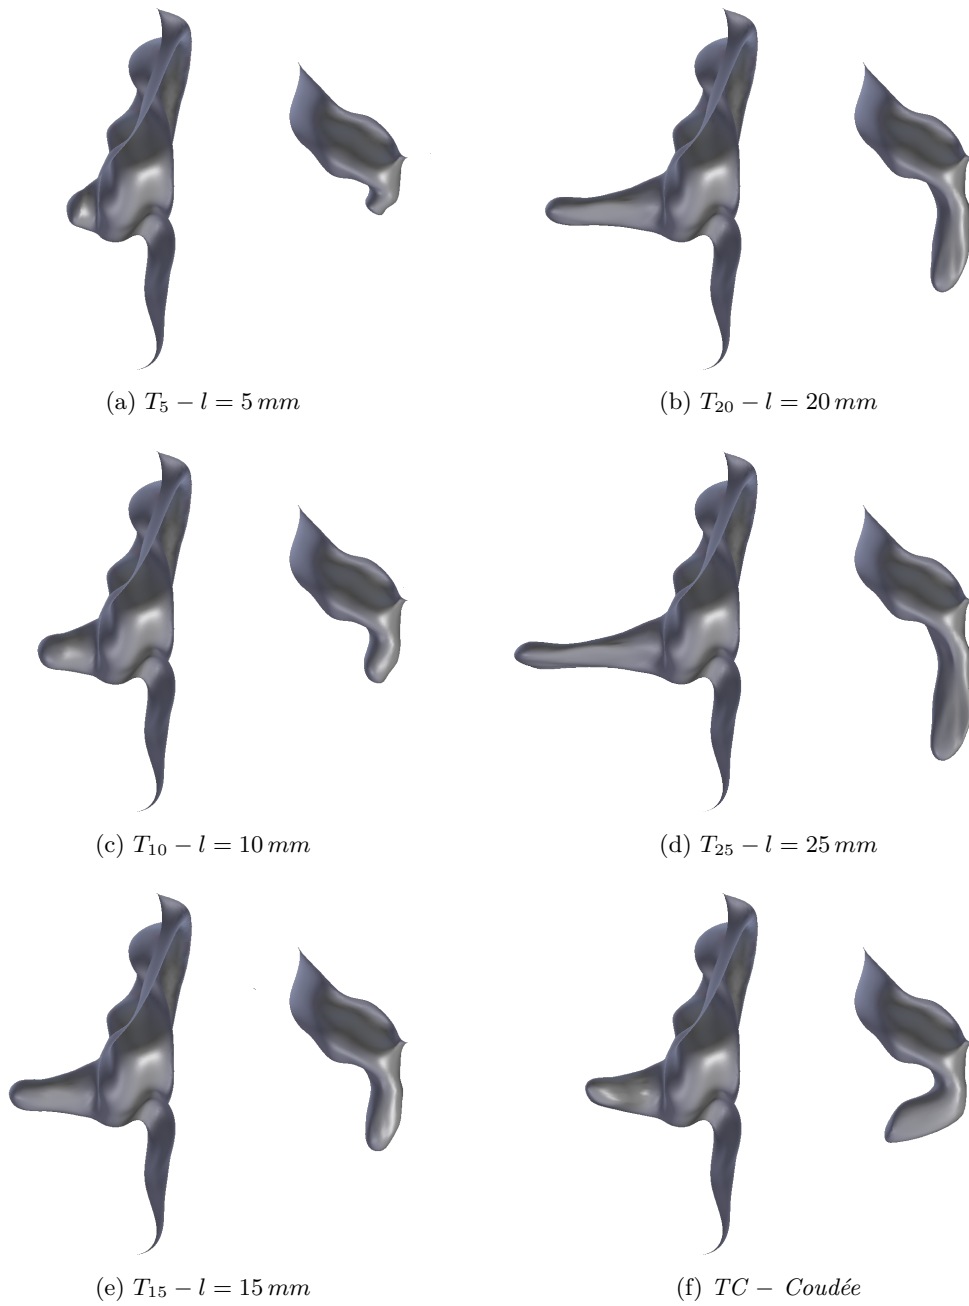 (a) T₅ − l = 5 mm
(b) T₂₀ − l = 20 mm
(c) T₁₀ − l = 10 mm
(d) T₂₅ − l = 25 mm
(e) T₁₅ − l = 15 mm
(f) TC − Coudée